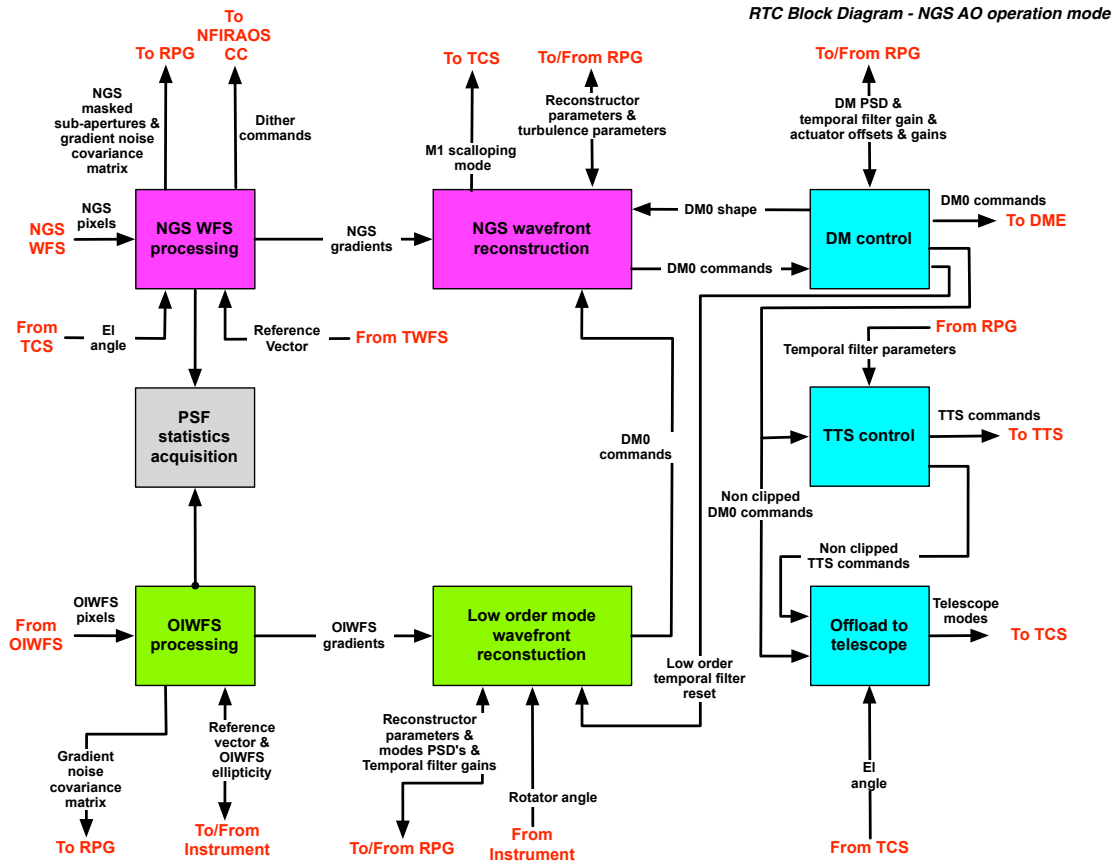 RTC Block Diagram - NGS AO operation mode
To
NFIRAOS
CC
To RPG
To TCS
To/From RPG
To/From RPG
NGS
masked
sub-apertures &
gradient noise
covariance
matrix
Dither
commands
M1 scalloping
mode
Reconstructor
parameters &
turbulence parameters
DM PSD &
temporal filter gain &
actuator offsets & gains
NGS
WFS
NGS
pixels
NGS WFS
processing
NGS
gradients
NGS wavefront
reconstruction
DM0 shape
DM0 commands
DM control
DM0 commands
To DME
From
TCS
El
angle
Reference
Vector
From TWFS
From RPG
Temporal filter parameters
PSF
statistics
acquisition
DM0
commands
TTS control
TTS commands
To TTS
Non clipped
DM0 commands
Non clipped
TTS commands
From
OIWFS
OIWFS
pixels
OIWFS
processing
OIWFS
gradients
Low order mode
wavefront
reconstuction
Low order
temporal filter
reset
Offload to
telescope
Telescope
modes
To TCS
Gradient
noise
covariance
matrix
Reference
vector &
OIWFS
ellipticity
Reconstructor
parameters &
modes PSD's &
Temporal filter gains
Rotator angle
El
angle
To RPG
To/From
Instrument
To/From RPG
From
Instrument
From TCS